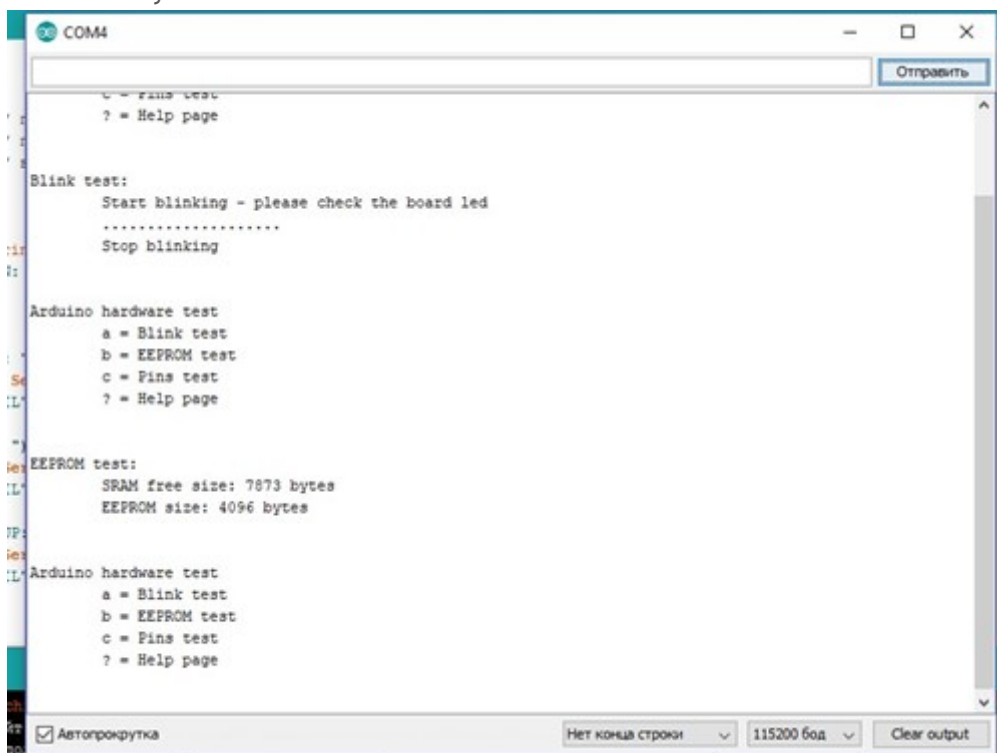 COM4
Отправить
c = Pins test
? = Help page
Blink test:
Start blinking - please check the board led
....................
Stop blinking
Arduino hardware test
a = Blink test
b = EEPROM test
c = Pins test
? = Help page
EEPROM test:
SRAM free size: 7873 bytes
EEPROM size: 4096 bytes
Arduino hardware test
a = Blink test
b = EEPROM test
c = Pins test
? = Help page
Автопрокрутка
Нет конца строки
115200 бод
Clear output